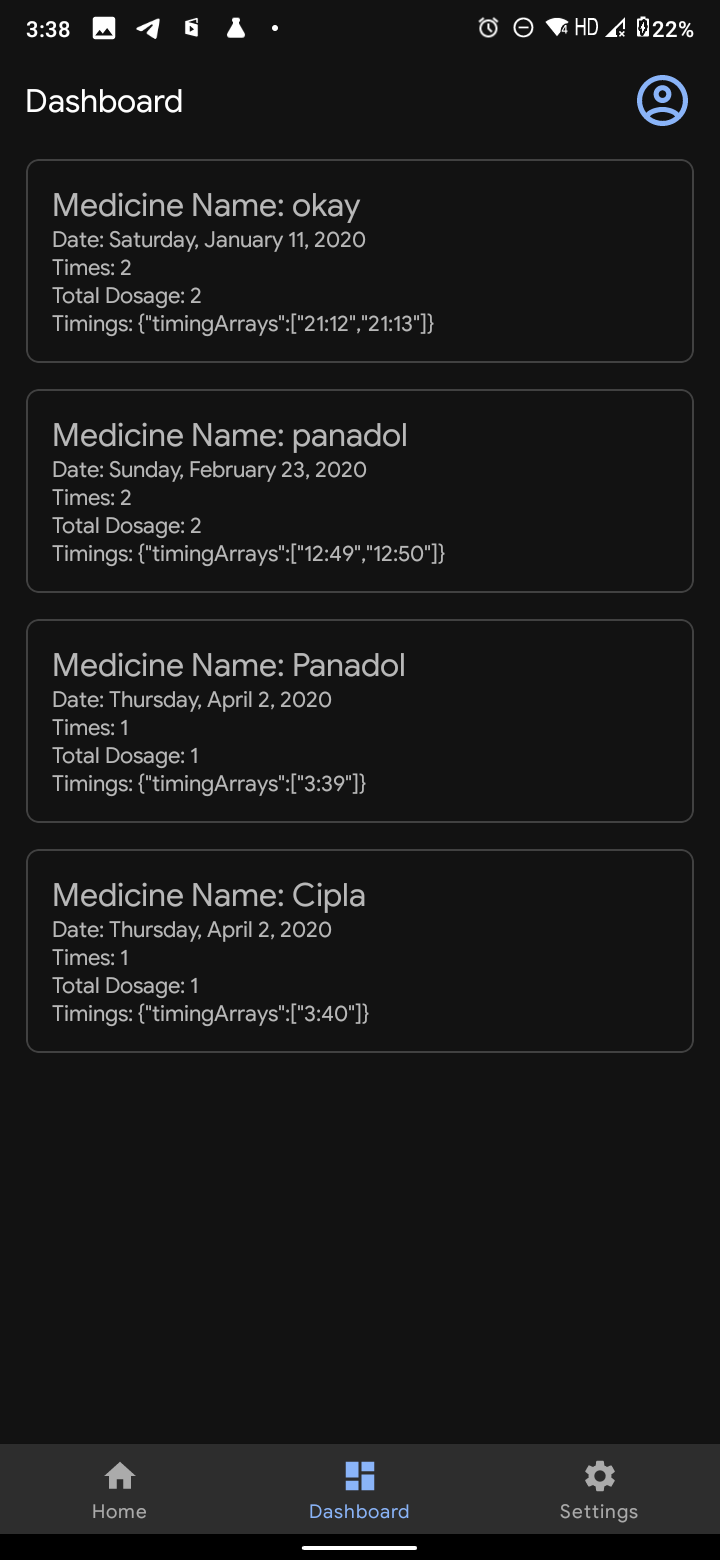 3:38 HD 22%
Dashboard
Medicine Name: okay
Date: Saturday, January 11, 2020
Times: 2
Total Dosage: 2
Timings: {"timingArrays":["21:12","21:13"]}
Medicine Name: panadol
Date: Sunday, February 23, 2020
Times: 2
Total Dosage: 2
Timings: {"timingArrays":["12:49","12:50"]}
Medicine Name: Panadol
Date: Thursday, April 2, 2020
Times: 1
Total Dosage: 1
Timings: {"timingArrays":["3:39"]}
Medicine Name: Cipla
Date: Thursday, April 2, 2020
Times: 1
Total Dosage: 1
Timings: {"timingArrays":["3:40"]}
Home Dashboard Settings